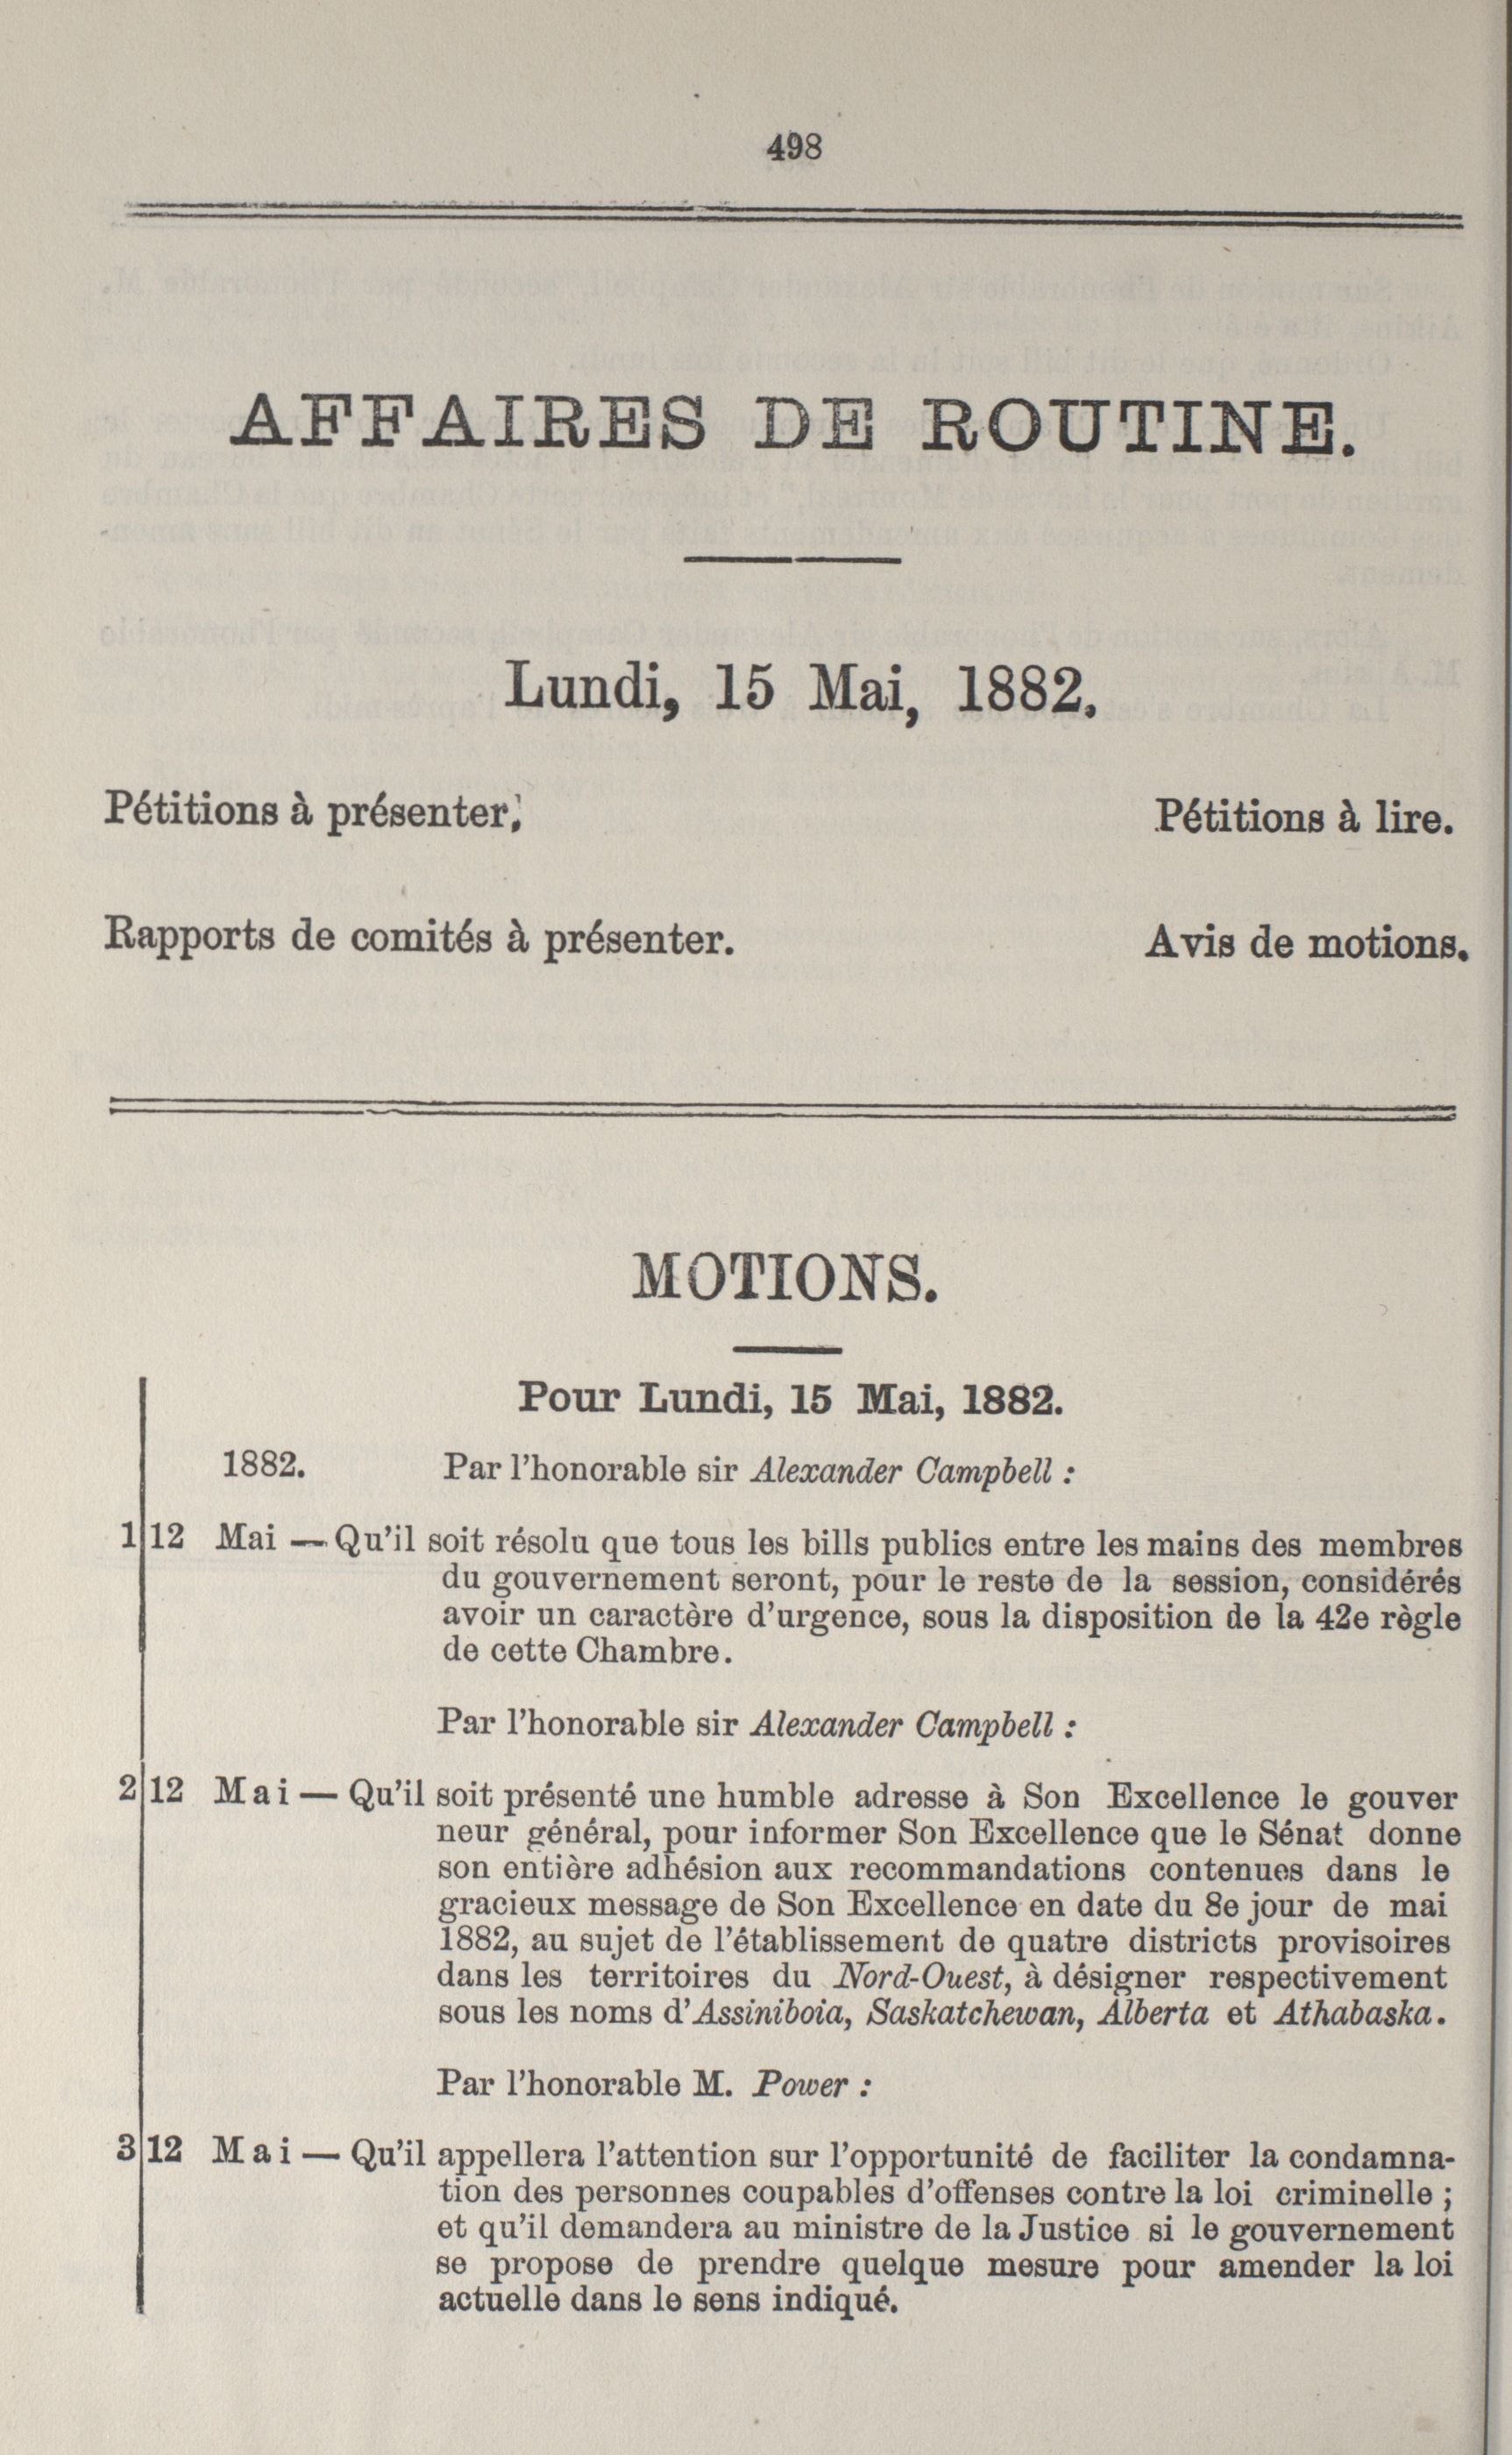 498
AFFAIRES DE ROUTINE.
Lundi, 15 Mai, 1882.
Pétitions à présenter. Pétitions à lire.
Rapports de comités à présenter. Avis de motions.
MOTIONS.
Pour Lundi, 15 Mai, 1882.
1882. Par l'honorable sir Alexander Campbell :
1 12 Mai — Qu'il soit résolu que tous les bills publics entre les mains des membres
du gouvernement seront, pour le reste de la session, considérés
avoir un caractère d'urgence, sous la disposition de la 42e règle
de cette Chambre.
Par l'honorable sir Alexander Campbell :
2 12 Mai — Qu'il soit présenté une humble adresse à Son Excellence le gouver
neur général, pour informer Son Excellence que le Sénat donne
son entière adhésion aux recommandations contenues dans le
gracieux message de Son Excellence en date du 8e jour de mai
1882, au sujet de l'établissement de quatre districts provisoires
dans les territoires du Nord-Ouest, à désigner respectivement
sous les noms d'Assiniboia, Saskatchewan, Alberta et Athabaska.
Par l'honorable M. Power :
3 12 Mai — Qu'il appellera l'attention sur l'opportunité de faciliter la condamna-
tion des personnes coupables d'offenses contre la loi criminelle ;
et qu'il demandera au ministre de la Justice si le gouvernement
se propose de prendre quelque mesure pour amender la loi
actuelle dans le sens indiqué.